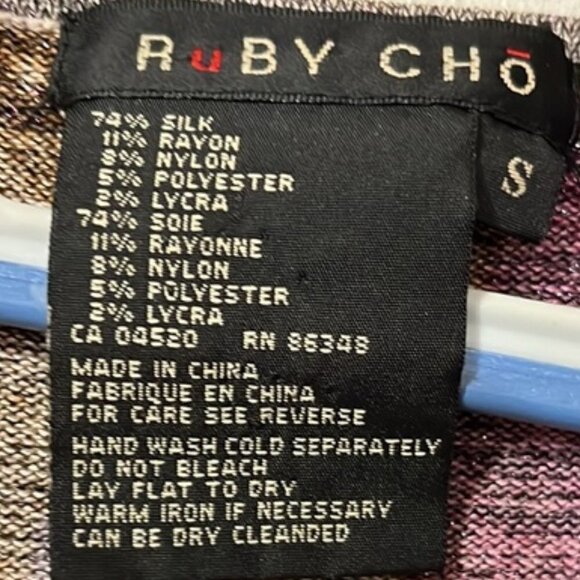 RuBY CHŌ
S
74% SILK
11% RAYON
8% NYLON
5% POLYESTER
2% LYCRA
74% SOIE
11% RAYONNE
8% NYLON
5% POLYESTER
2% LYCRA
CA 04520 RN 86348
MADE IN CHINA
FABRIQUE EN CHINA
FOR CARE SEE REVERSE
HAND WASH COLD SEPARATELY
DO NOT BLEACH
LAY FLAT TO DRY
WARM IRON IF NECESSARY
CAN BE DRY CLEANDED